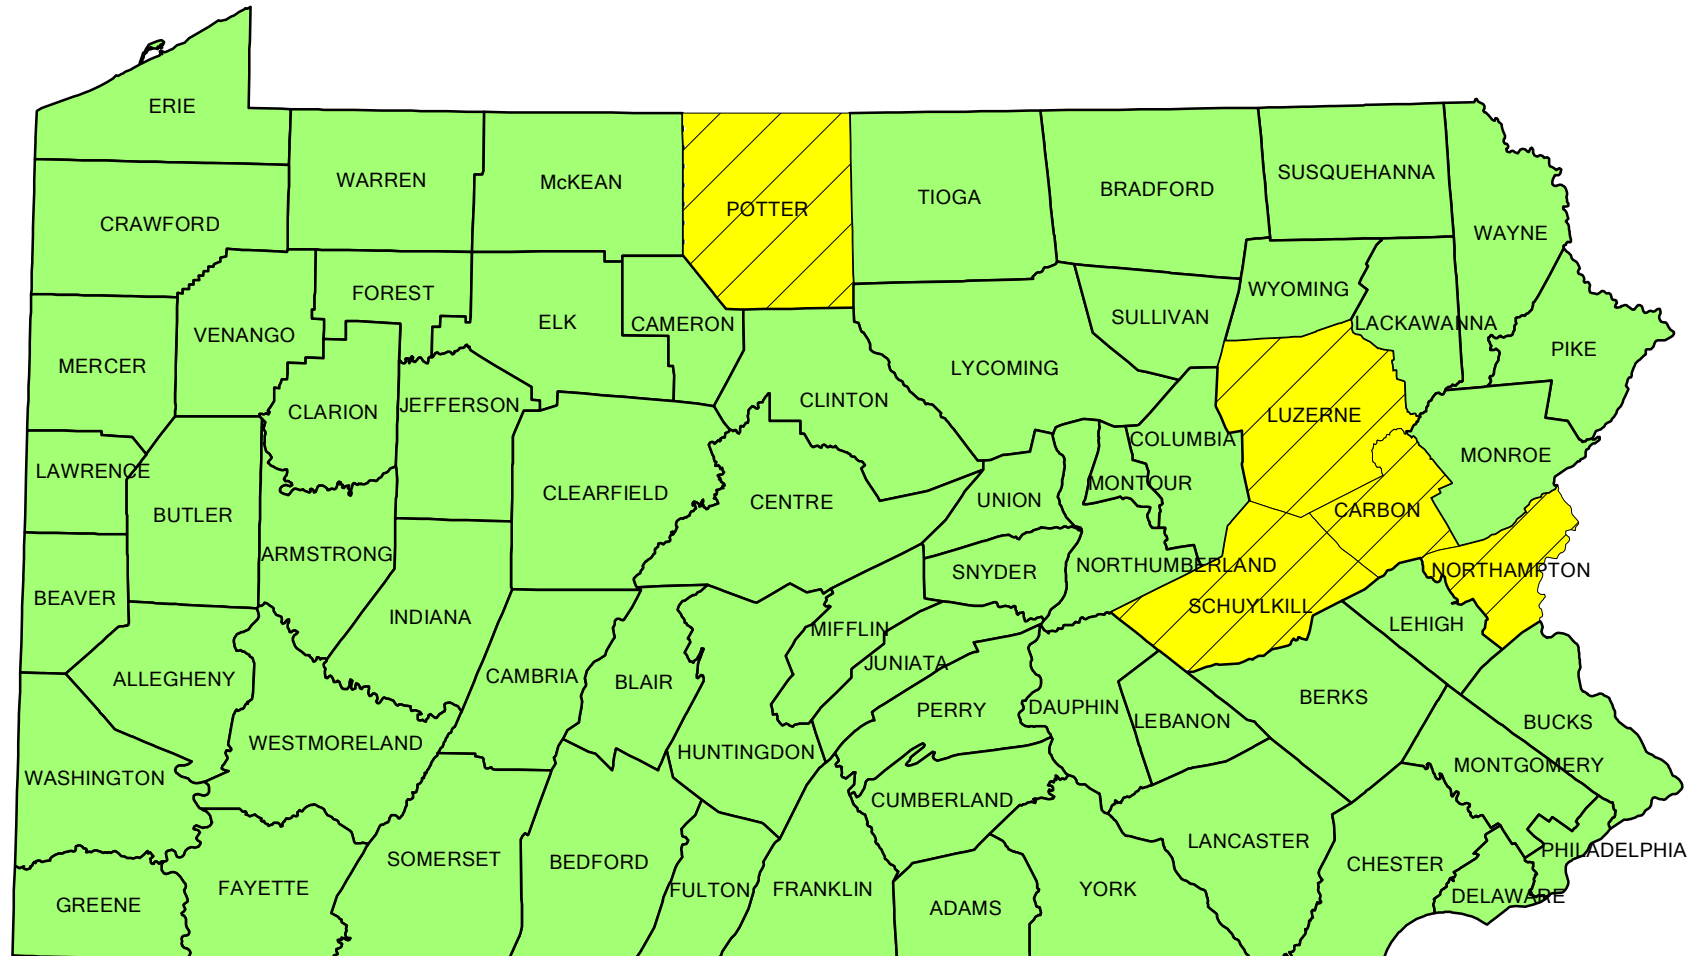 ERIE
WARREN
McKEAN
POTTER
TIOGA
BRADFORD
SUSQUEHANNA
WAYNE
CRAWFORD
FOREST
ELK
CAMERON
SULLIVAN
WYOMING
LACKAWANNA
PIKE
VENANGO
MERCER
CLARION
JEFFERSON
CLINTON
LYCOMING
LUZERNE
COLUMBIA
MONROE
LAWRENCE
BUTLER
CLEARFIELD
CENTRE
UNION
MONTOUR
CARBON
ARMSTRONG
BEAVER
INDIANA
SNYDER
NORTHUMBERLAND
NORTHAMPTON
SCHUYLKILL
LEHIGH
MIFFLIN
JUNIATA
ALLEGHENY
CAMBRIA
BLAIR
PERRY
DAUPHIN
LEBANON
BERKS
BUCKS
WESTMORELAND
HUNTINGDON
WASHINGTON
MONTGOMERY
CUMBERLAND
LANCASTER
PHILADELPHIA
SOMERSET
BEDFORD
CHESTER
GREENE
FAYETTE
FULTON
FRANKLIN
ADAMS
YORK
DELAWARE